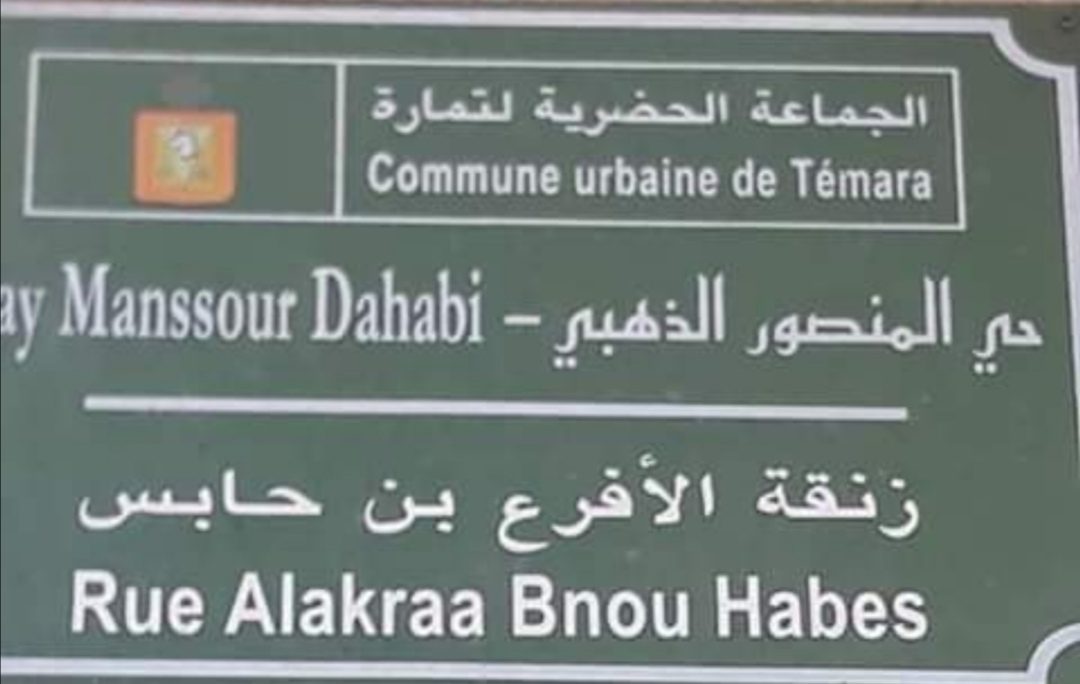 الجماعة الحضرية لتمارة
Commune urbaine de Témara
ay Manssour Dahabi – حي المنصور الذهبي
زنقة الأقرع بن حابس
Rue Alakraa Bnou Habes